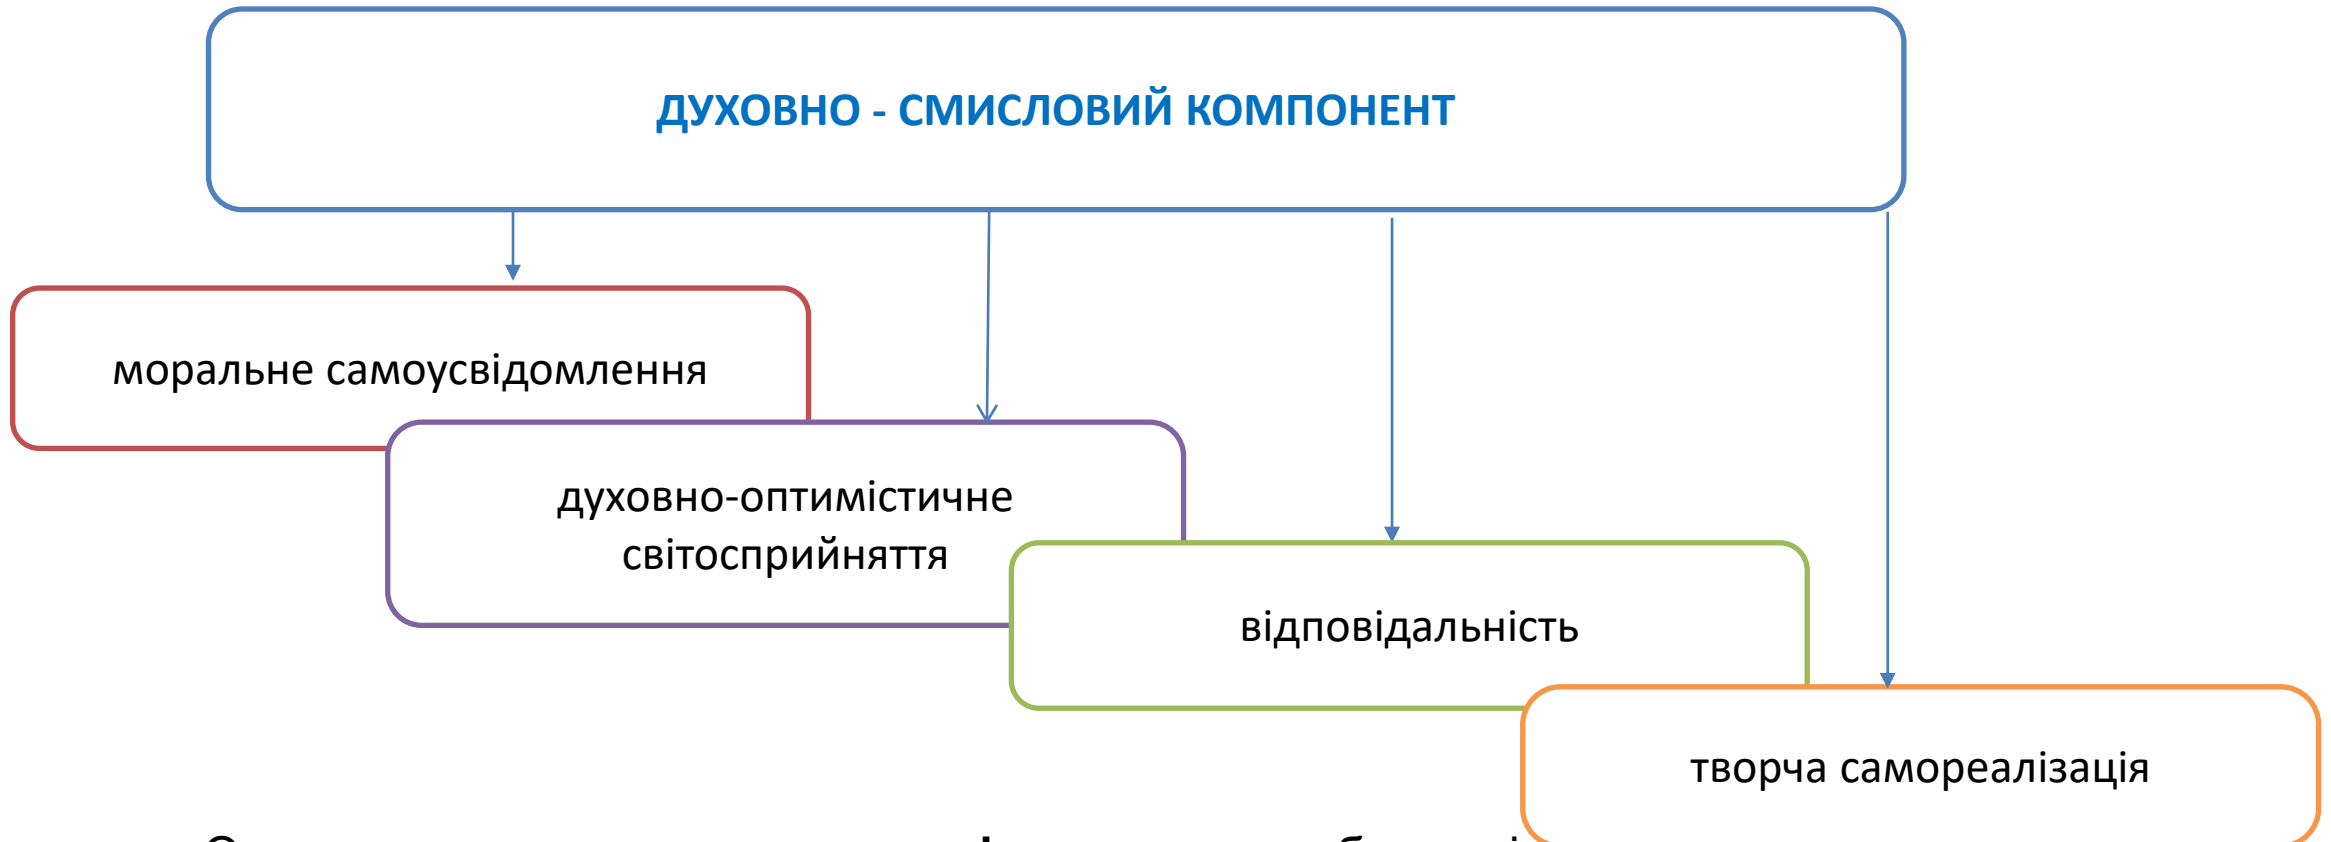 ДУХОВНО - СМИСЛОВИЙ КОМПОНЕНТ
моральне самоусвідомлення
духовно-оптимістичне
світосприйняття
відповідальність
творча самореалізація